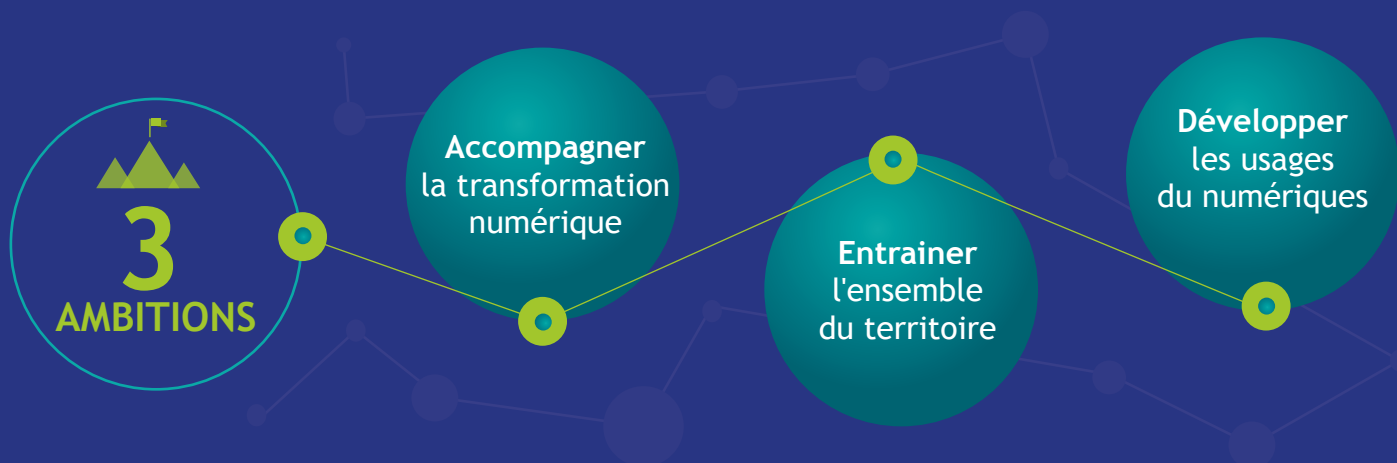 3
AMBITIONS
Accompagner
la transformation
numérique
Entrainer
l'ensemble
du territoire
Développer
les usages
du numériques